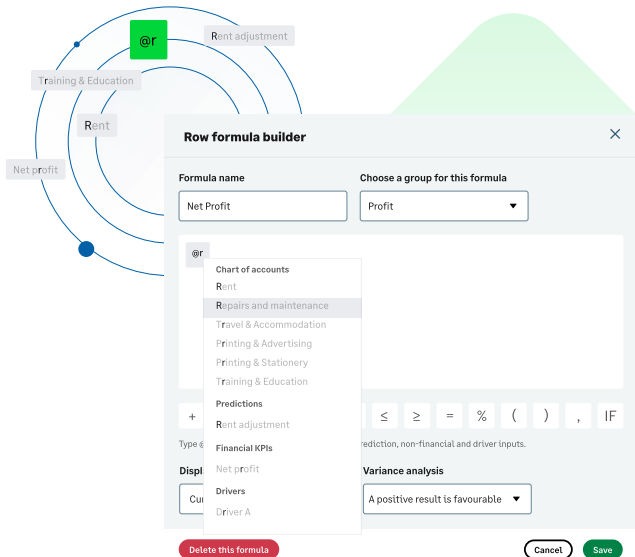 @r
Rent adjustment
Training & Education
Rent
Net profit
Row formula builder
Formula name
Choose a group for this formula
Net Profit
Profit
@r
Chart of accounts
Rent
Repairs and maintenance
Travel & Accommodation
Printing & Advertising
Printing & Stationery
Training & Education
Predictions
Rent adjustment
Financial KPIs
Net profit
Drivers
Driver A
+ ≤ ≥ = % ( ) , IF
Type rediction, non-financial and driver inputs.
Displ Variance analysis
Cur A positive result is favourable
Delete this formula
Cancel
Save